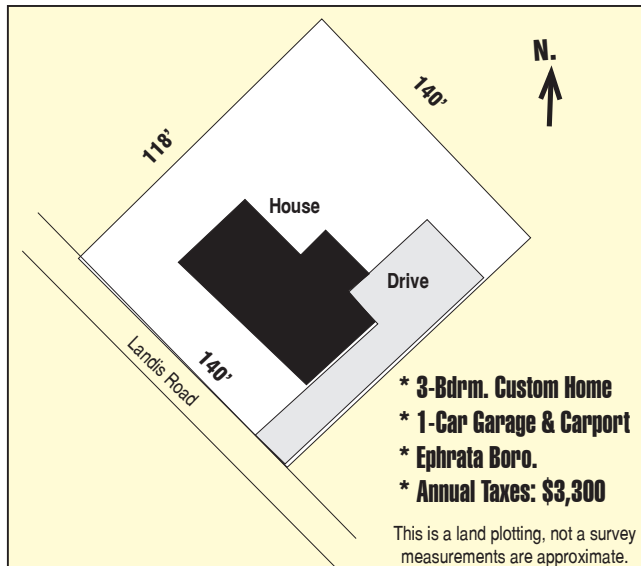 N.
140’
118’
House
Drive
140’
Landis Road
* 3-Bdrm. Custom Home
* 1-Car Garage & Carport
* Ephrata Boro.
* Annual Taxes: $3,300
This is a land plotting, not a survey
measurements are approximate.